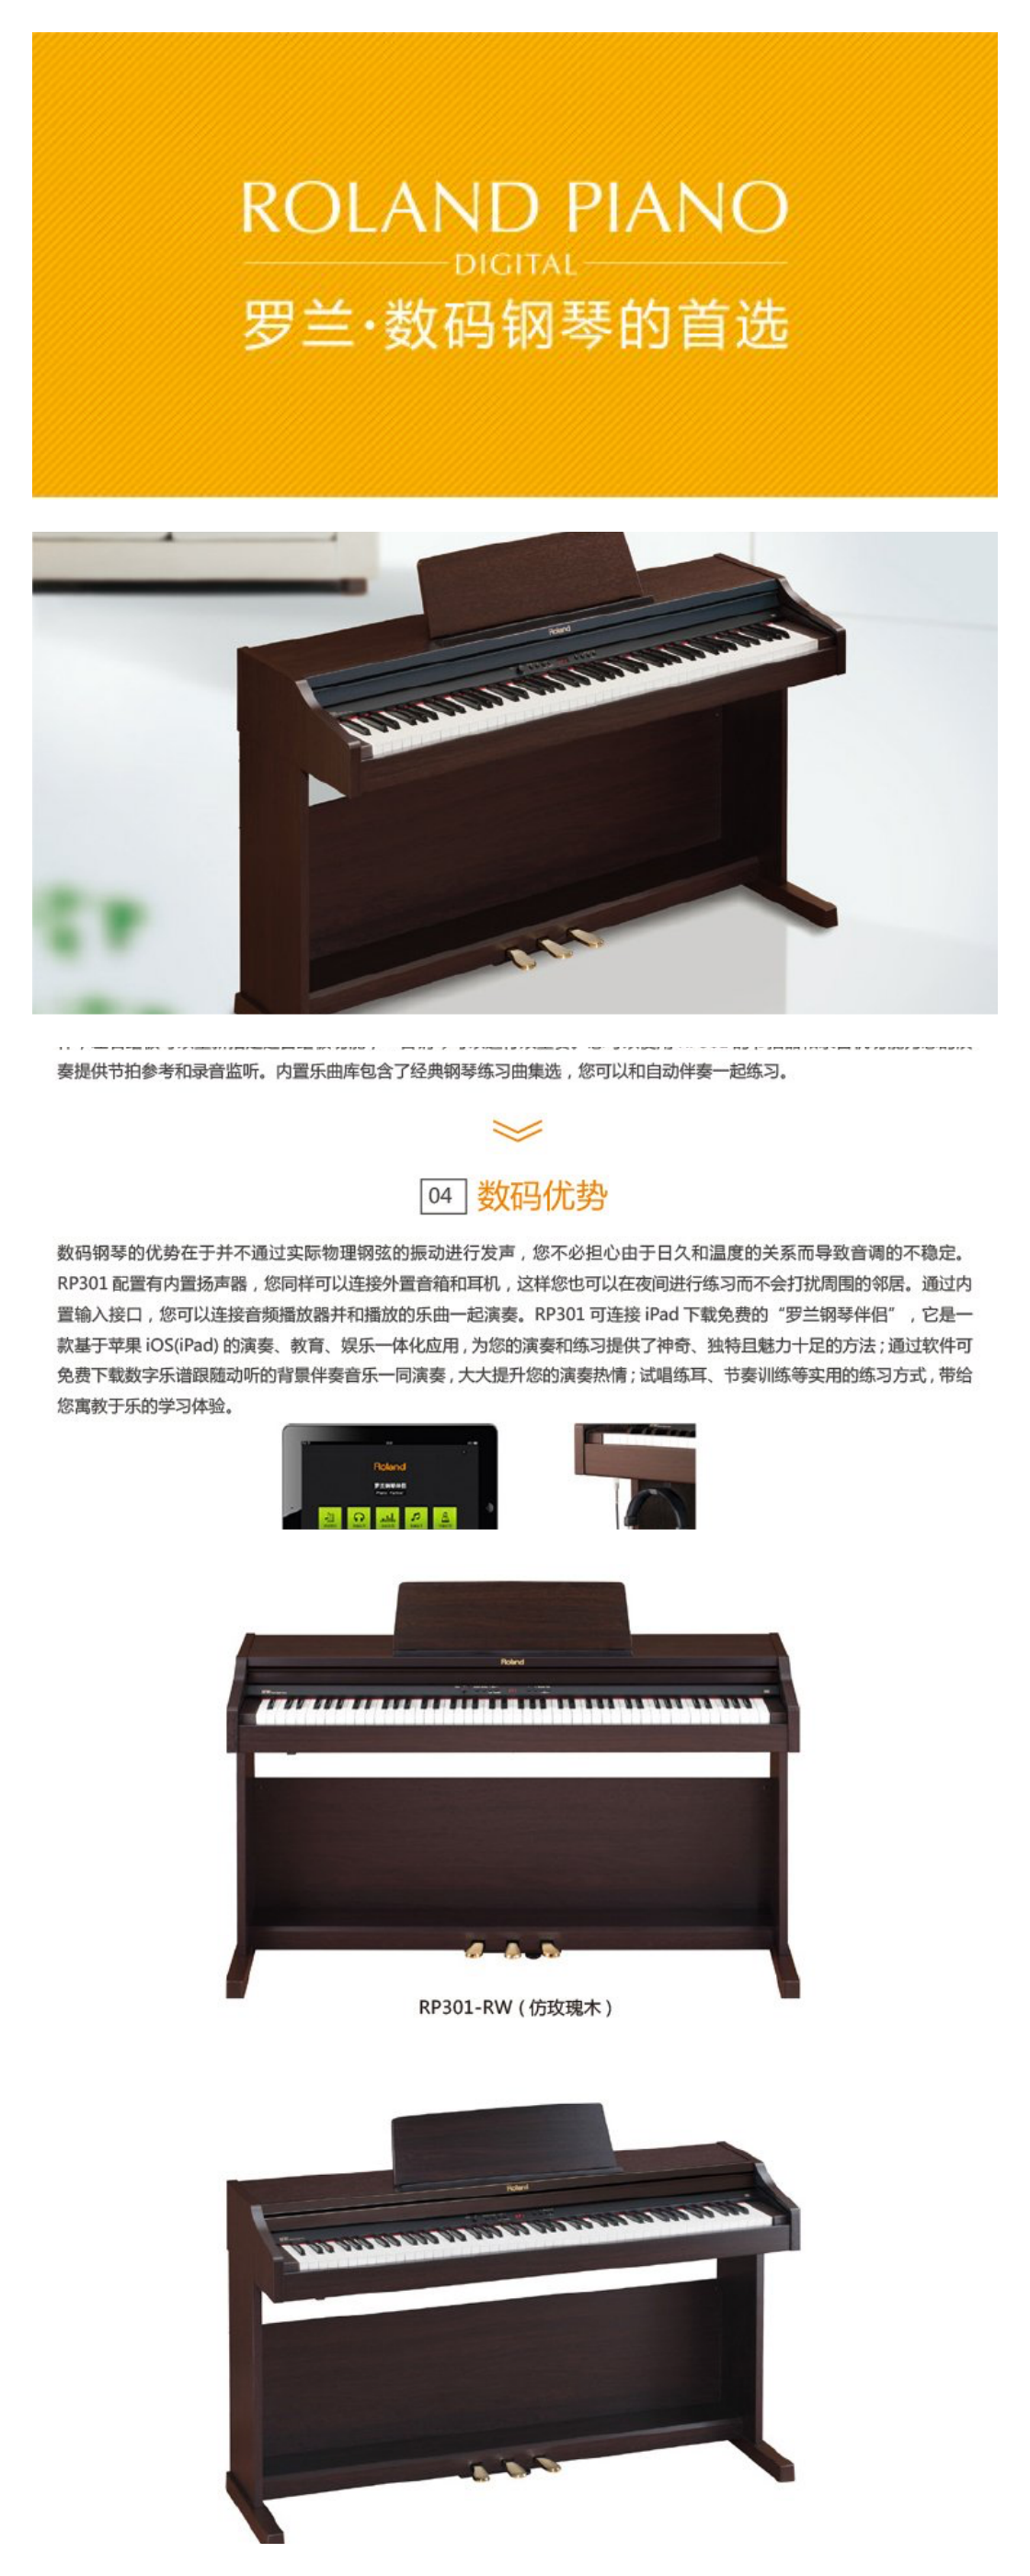 ROLAND PIANO
DIGITAL
罗兰·数码钢琴的首选
Roland
奏提供节拍参考和录音监听。内置乐曲库包含了经典钢琴练习曲集选，您可以和自动伴奏一起练习。
04 数码优势
数码钢琴的优势在于并不通过实际物理钢弦的振动进行发声，您不必担心由于日久和温度的关系而导致音调的不稳定。
RP301 配置有内置扬声器，您同样可以连接外置音箱和耳机，这样您也可以在夜间进行练习而不会打扰周围的邻居。通过内
置输入接口，您可以连接音频播放器并和播放的乐曲一起演奏。RP301 可连接 iPad 下载免费的“罗兰钢琴伴侣”，它是一
款基于苹果 iOS(iPad) 的演奏、教育、娱乐一体化应用，为您的演奏和练习提供了神奇、独特且魅力十足的方法；通过软件可
免费下载数字乐谱跟随动听的背景伴奏音乐一同演奏，大大提升您的演奏热情；试唱练耳、节奏训练等实用的练习方式，带给
您寓教于乐的学习体验。
Roland
罗兰钢琴伴侣
Roland
RP301-RW（仿玫瑰木）
Roland